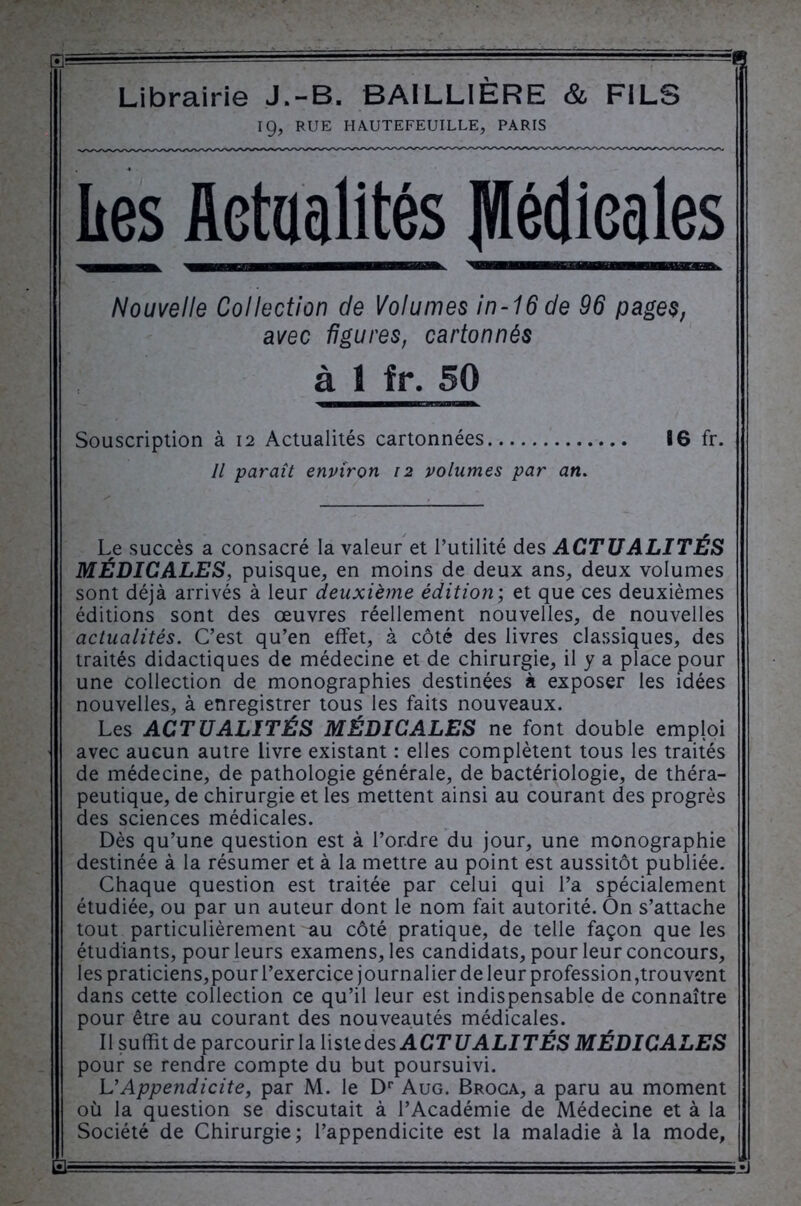 Librairie J.-B. BAILLIÈRE & FILS
19, RUE HAUTEFEUILLE, PARIS
Les Actualités Médicales
Nouvelle Collection de Volumes in-16 de 96 pages,
avec figures, cartonnés
à 1 fr. 50
Souscription à 12 Actualités cartonnées.............. 16 fr.
Il paraît environ 12 volumes par an.
Le succès a consacré la valeur et l'utilité des ACTUALITÉS
MÉDICALES, puisque, en moins de deux ans, deux volumes
sont déjà arrivés à leur deuxième édition; et que ces deuxièmes
éditions sont des œuvres réellement nouvelles, de nouvelles
actualités. C'est qu'en effet, à côté des livres classiques, des
traités didactiques de médecine et de chirurgie, il y a place pour
une collection de monographies destinées à exposer les idées
nouvelles, à enregistrer tous les faits nouveaux.
Les ACTUALITÉS MÉDICALES ne font double emploi
avec aucun autre livre existant : elles complètent tous les traités
de médecine, de pathologie générale, de bactériologie, de théra-
peutique, de chirurgie et les mettent ainsi au courant des progrès
des sciences médicales.
Dès qu'une question est à l'ordre du jour, une monographie
destinée à la résumer et à la mettre au point est aussitôt publiée.
Chaque question est traitée par celui qui l'a spécialement
étudiée, ou par un auteur dont le nom fait autorité. On s'attache
tout particulièrement au côté pratique, de telle façon que les
étudiants, pour leurs examens, les candidats, pour leur concours,
les praticiens, pour l'exercice journalier de leur profession, trouvent
dans cette collection ce qu'il leur est indispensable de connaître
pour être au courant des nouveautés médicales.
Il suffit de parcourir la liste des ACTUALITÉS MÉDICALES
pour se rendre compte du but poursuivi.
L'Appendicite, par M. le Dr AUG. BROCA, a paru au moment
où la question se discutait à l'Académie de Médecine et à la
Société de Chirurgie; l'appendicite est la maladie à la mode,